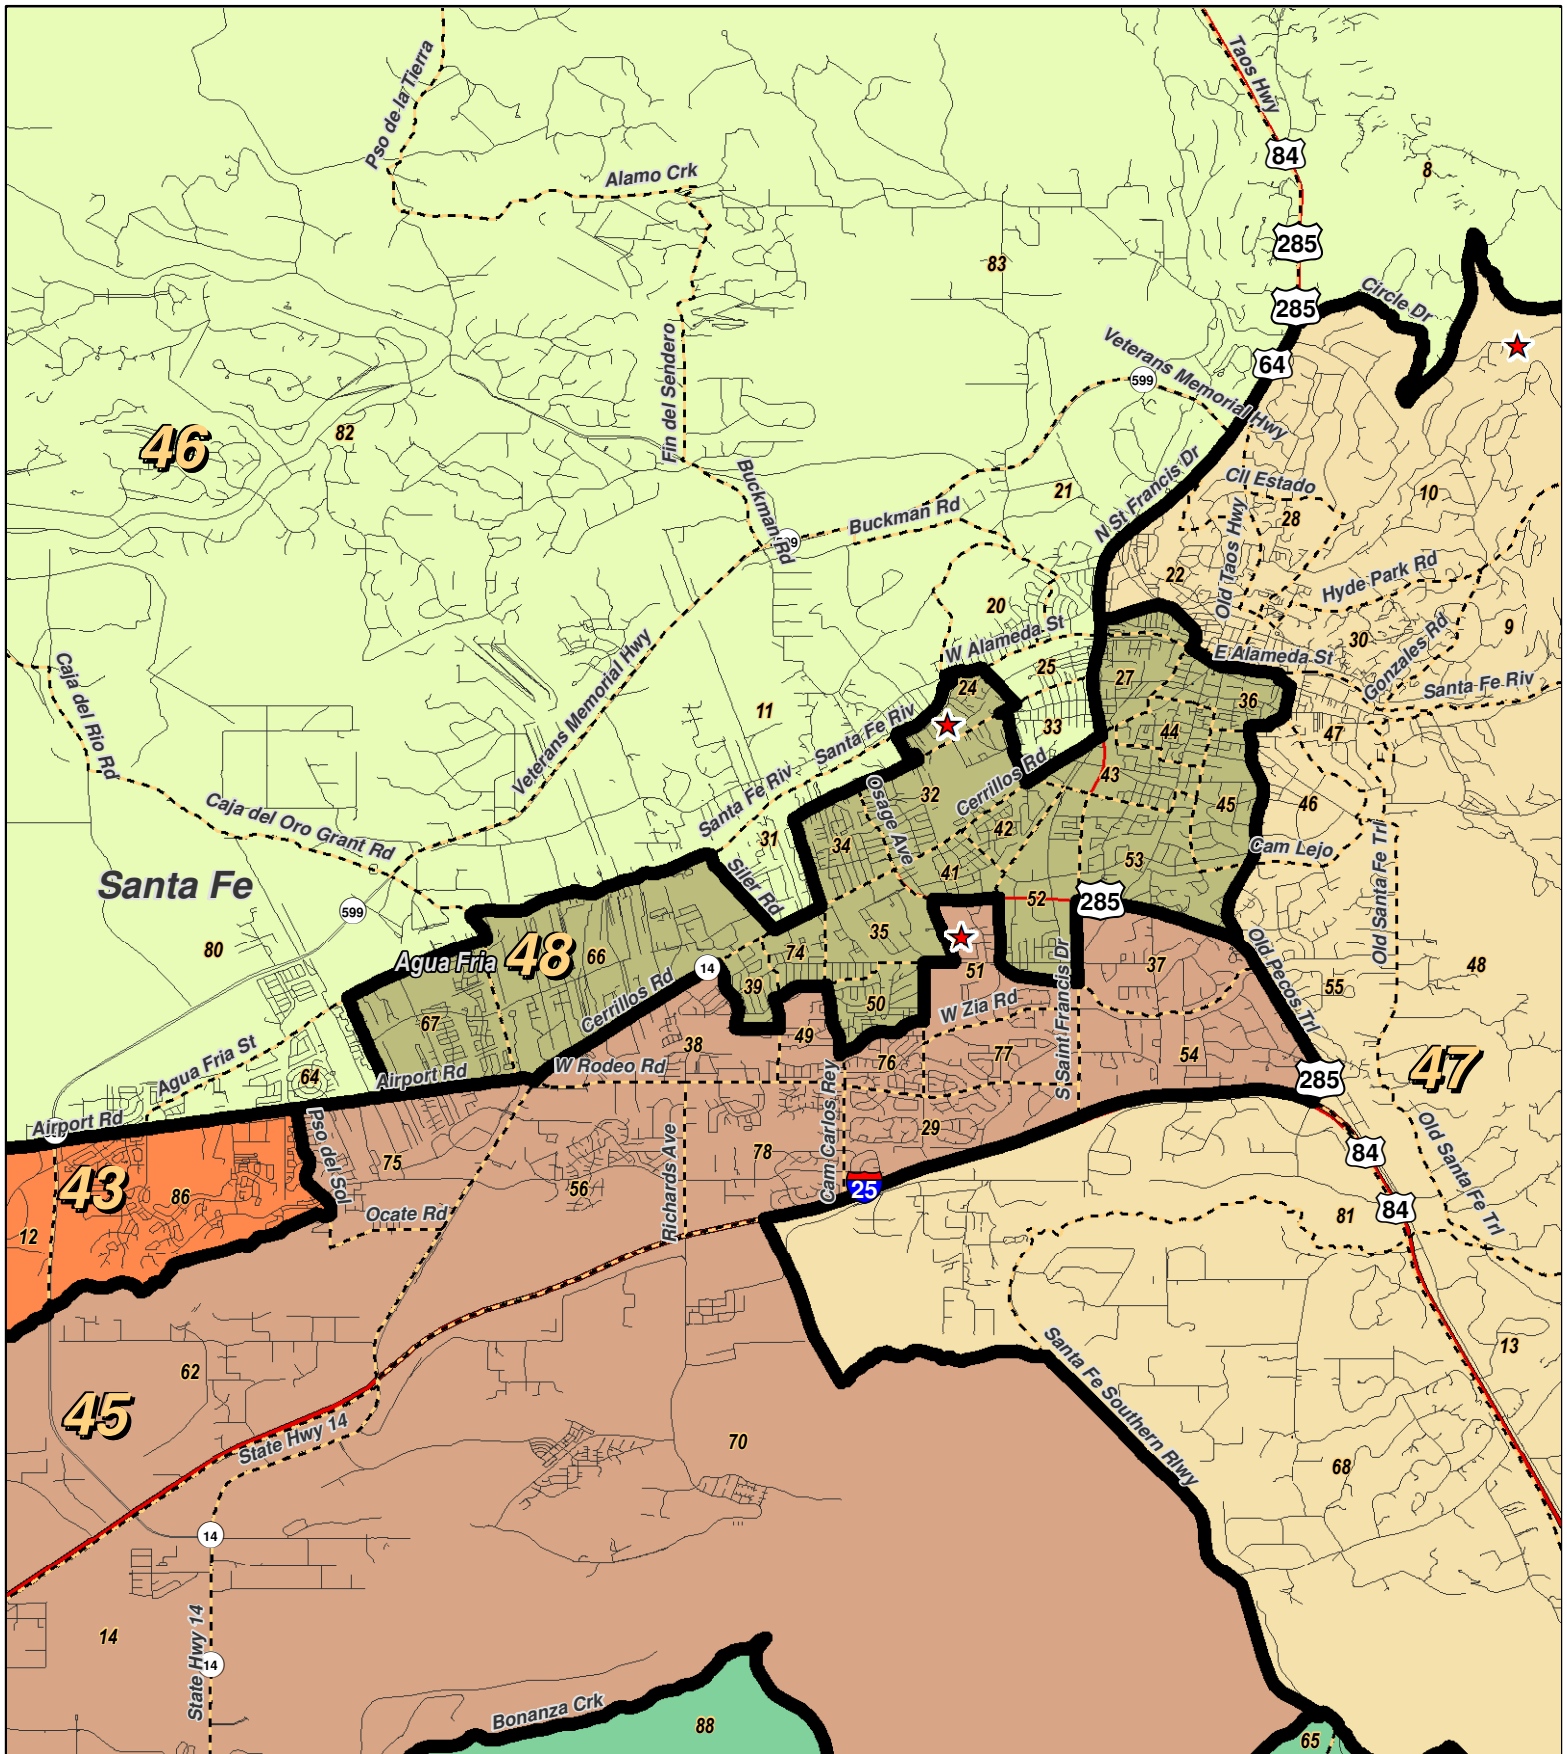 Taos Hwy
Pso de la Tierra
84
8
Alamo Crk
285
83
Circle Dr
285
Fin del Sendero
Veterans Memorial Hwy
64
599
46
82
Buckman Rd
N St Francis Dr
Cll Estado
21
10
Buckman Rd
28
Old Taos Hwy
Hyde Park Rd
22
20
W Alameda St
30
Gonzales Rd
9
E Alameda St
Caja del Rio Rd
Veterans Memorial Hwy
25
24
27
Santa Fe Riv
36
11
Santa Fe Riv
33
44
47
Santa Fe Riv
Cerrillos Rd
43
32
Osage Ave
45
46
Caja del Oro Grant Rd
31
34
42
Cam Lejo
Old Santa Fe Trl
53
41
Santa Fe
Siler Rd
52
285
599
35
80
Agua Fria
48
66
74
Old Pecos Trl
14
51
37
48
39
Cerrillos Rd
50
W Zia Rd
S Saint Francis Dr
55
67
49
38
77
54
76
W Rodeo Rd
47
Agua Fria St
64
Airport Rd
285
Airport Rd
Cam Carlos Rey
29
Old Santa Fe Trl
Pso del Sol
Richards Ave
78
84
75
43
86
56
25
Ocate Rd
84
12
81
Santa Fe Southern Rlwy
13
62
45
State Hwy 14
70
68
14
State Hwy 14
14
14
Bonanza Crk
88
65